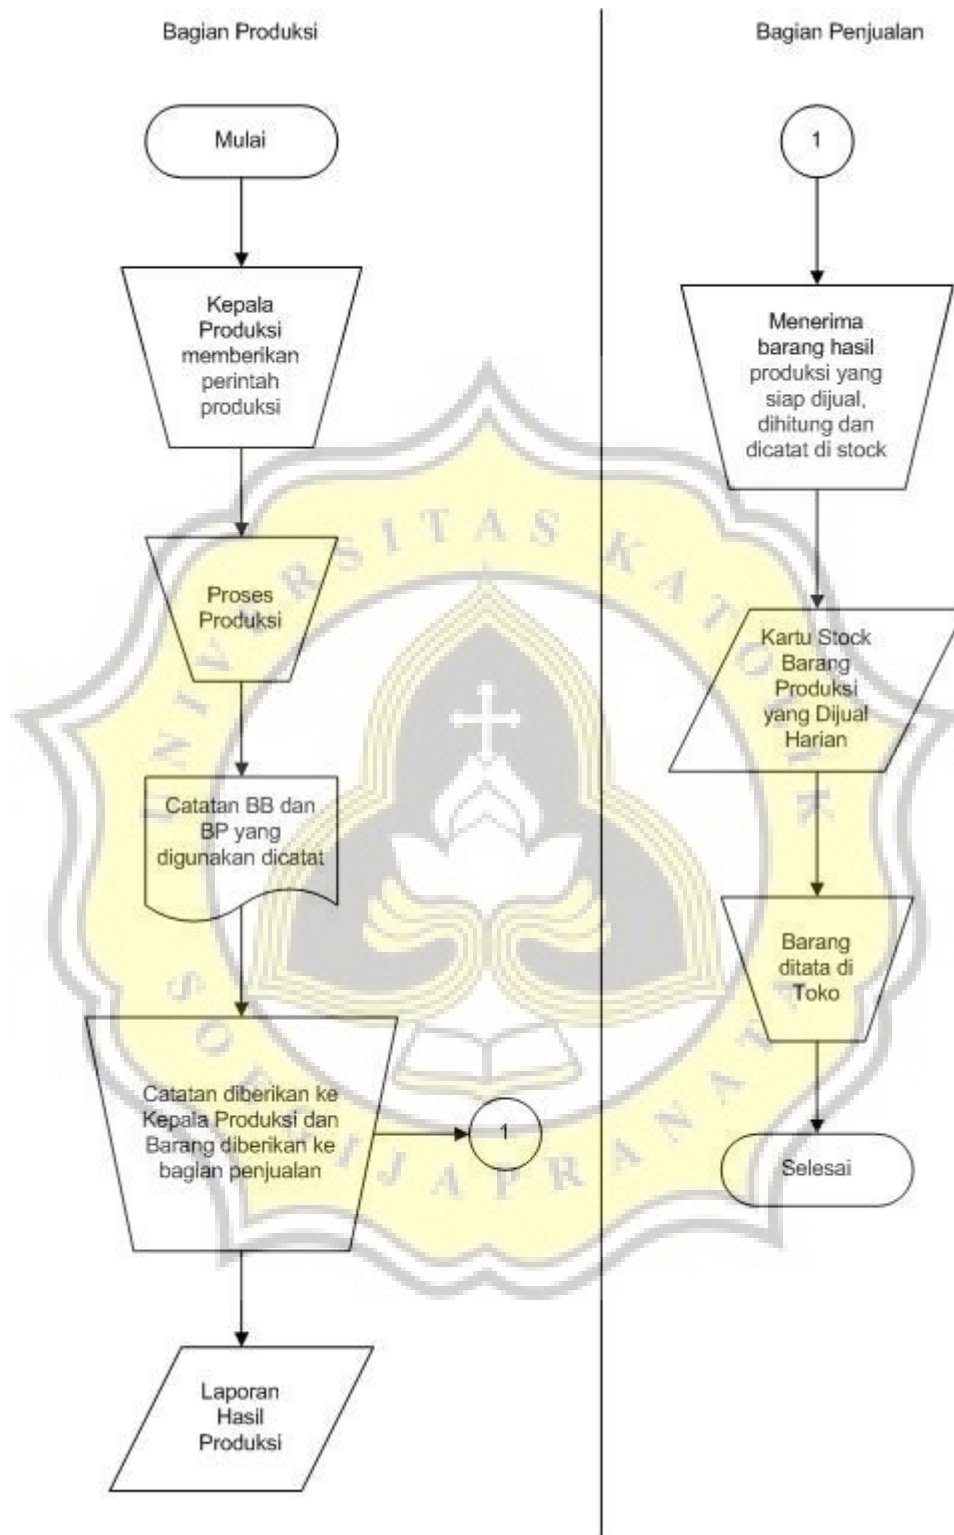 Bagian Produksi
Mulai
Kepala
Produksi
memberikan
perintah
produksi
Proses
Produksi
Catatan BB dan
BP yang
digunakan dicatat
Catatan diberikan ke
Kepala Produksi dan
Barang diberikan ke
bagian penjualan
1
Laporan
Hasil
Produksi
Bagian Penjualan
1
Menerima
barang hasil
produksi yang
siap dijual,
dihitung dan
dicatat di stock
Kartu Stock
Barang
Produksi
yang Dijual
Harian
Barang
ditata di
Toko
Selesai
UNIVERSITAS KATOLIK
SOEGIJAPRANATA